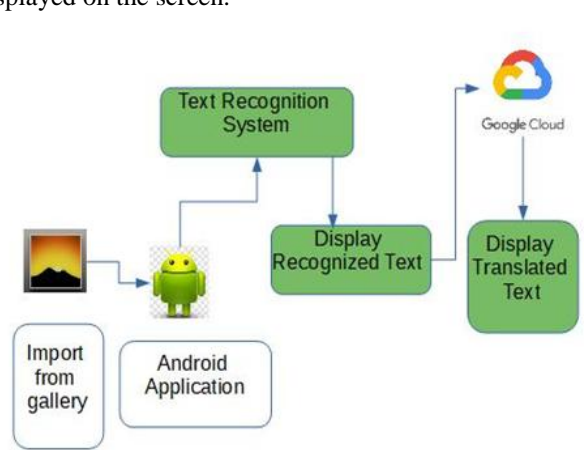 splayed on the screen.
Text Recognition
System
Google Cloud
Display
Recognized Text
Display
Translated
Text
Import
from
gallery
Android
Application